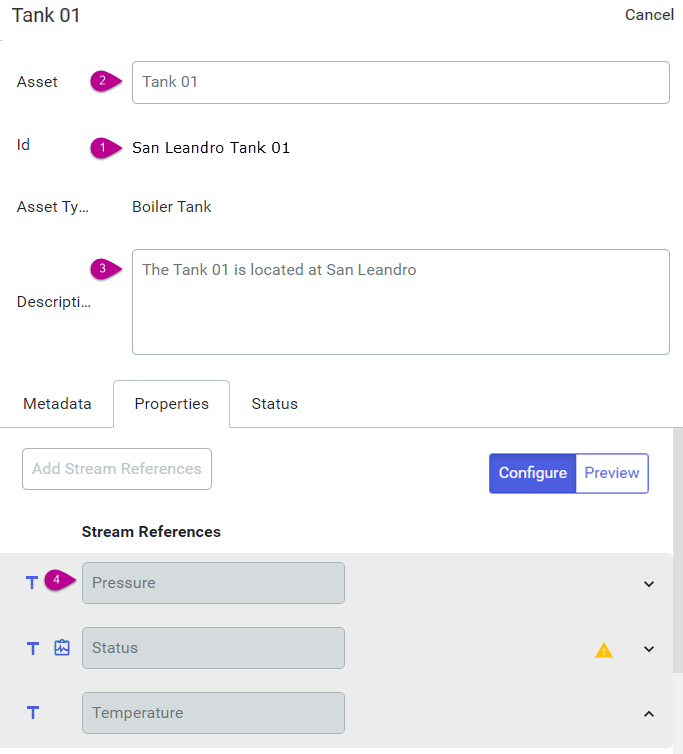 Tank 01 Cancel
Asset 2 Tank 01
Id 1 San Leandro Tank 01
Asset Ty... Boiler Tank
3 The Tank 01 is located at San Leandro
Descripti...
Metadata Properties Status
Add Stream References Configure Preview
Stream References
T 4 Pressure
T Status
T Temperature